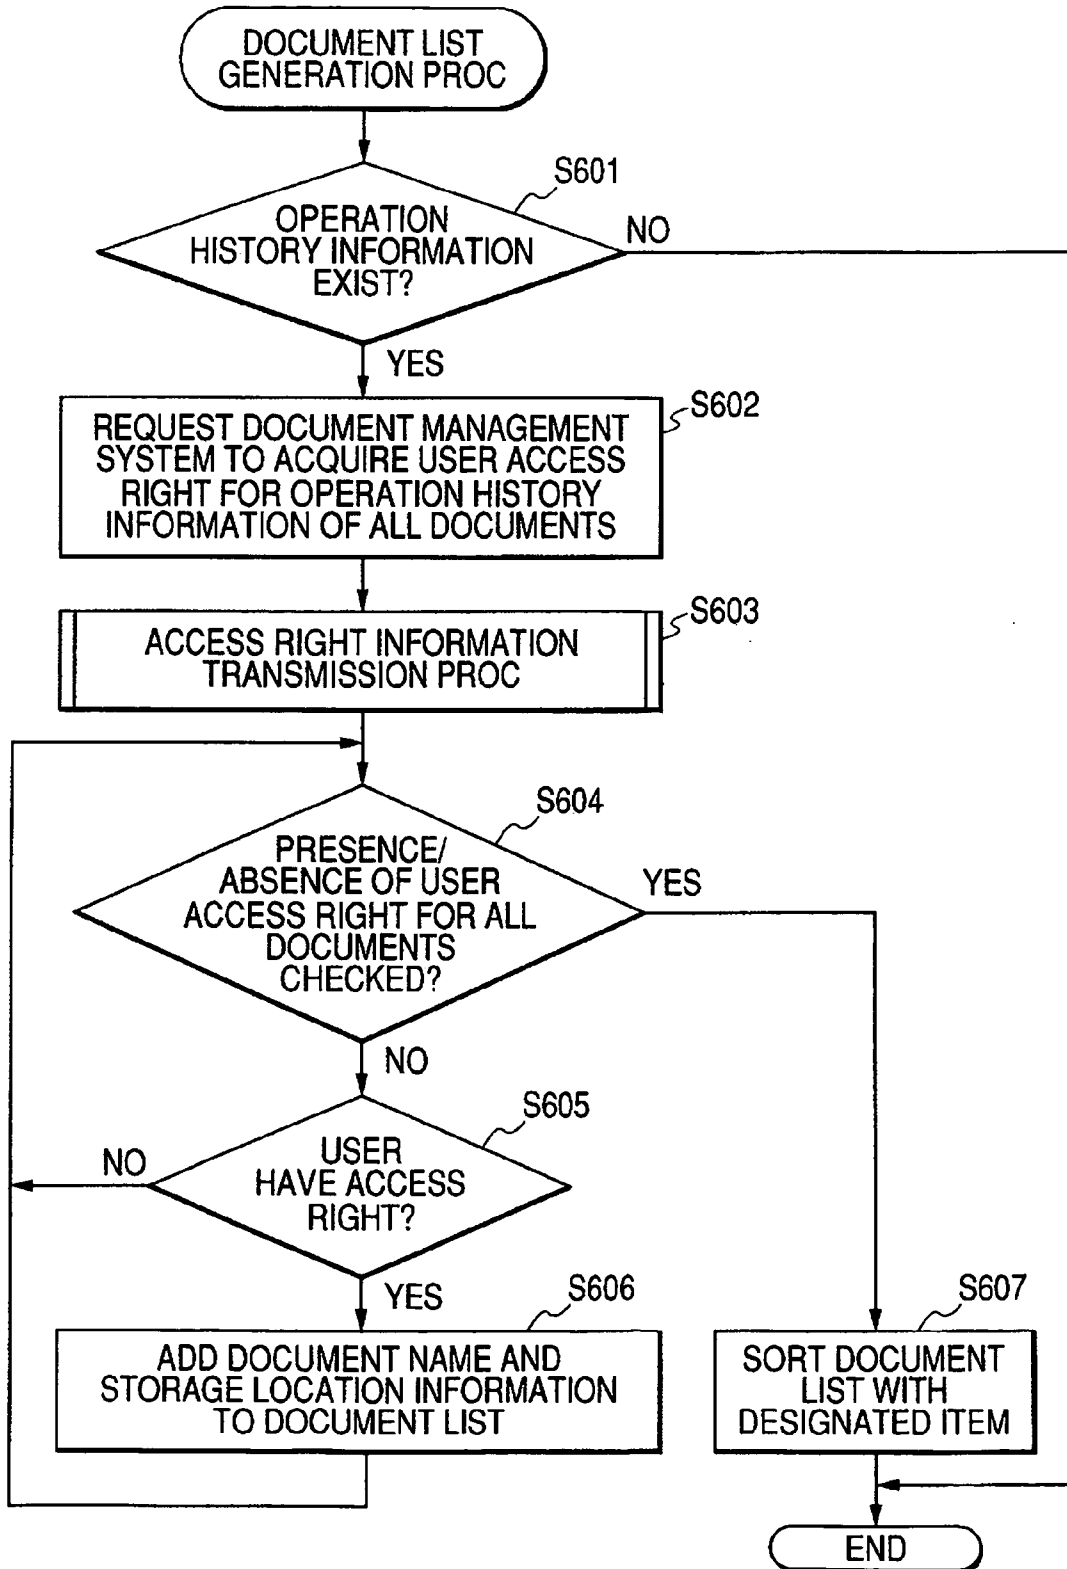 DOCUMENT LIST
GENERATION PROC
S601
OPERATION
HISTORY INFORMATION
EXIST?
NO
YES
S602
REQUEST DOCUMENT MANAGEMENT
SYSTEM TO ACQUIRE USER ACCESS
RIGHT FOR OPERATION HISTORY
INFORMATION OF ALL DOCUMENTS
S603
ACCESS RIGHT INFORMATION
TRANSMISSION PROC
S604
PRESENCE/
ABSENCE OF USER
ACCESS RIGHT FOR ALL
DOCUMENTS
CHECKED?
YES
NO
S605
USER
HAVE ACCESS
RIGHT?
NO
YES
S606
ADD DOCUMENT NAME AND
STORAGE LOCATION INFORMATION
TO DOCUMENT LIST
S607
SORT DOCUMENT
LIST WITH
DESIGNATED ITEM
END